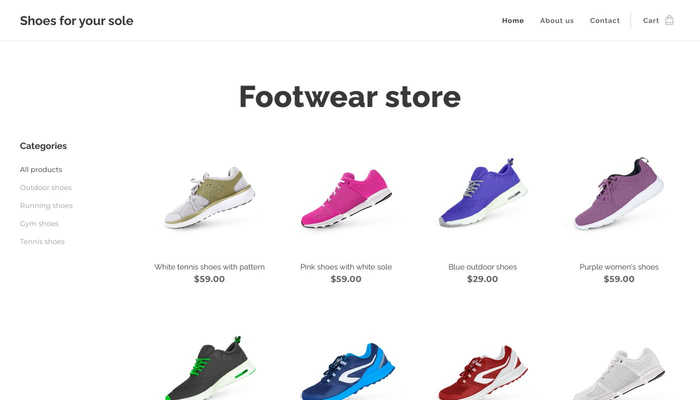 Shoes for your sole
Home About us Contact Cart
Footwear store
Categories
All products
Outdoor shoes
Running shoes
Gym shoes
Tennis shoes
White tennis shoes with pattern
$59.00
Pink shoes with white sole
$59.00
Blue outdoor shoes
$29.00
Purple women's shoes
$59.00